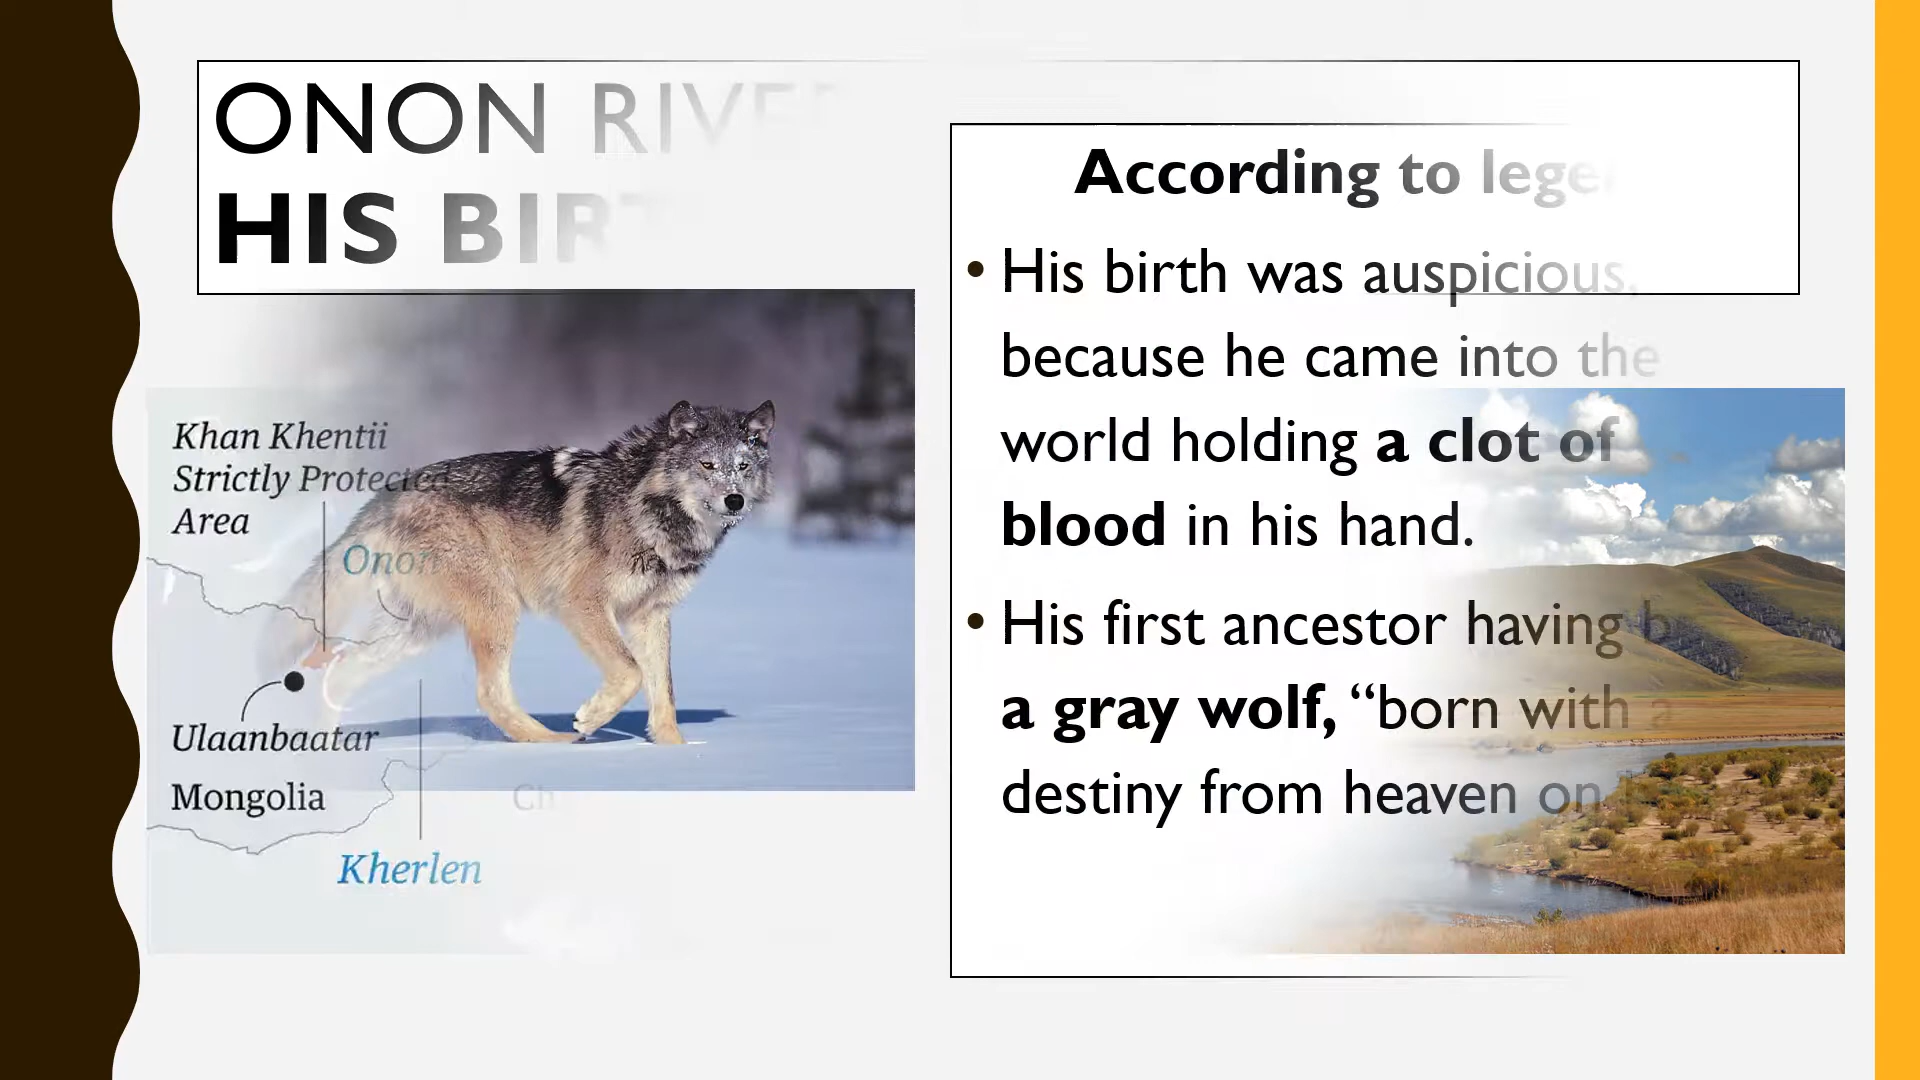 ONON RIVER
HIS BIRT
According to lege
• His birth was auspicious,
because he came into the
world holding a clot of
blood in his hand.
• His first ancestor having
a gray wolf, “born with a
destiny from heaven on
Khan Khentii
Strictly Protected
Area
Onon
Ulaanbaatar
Mongolia
Kherlen